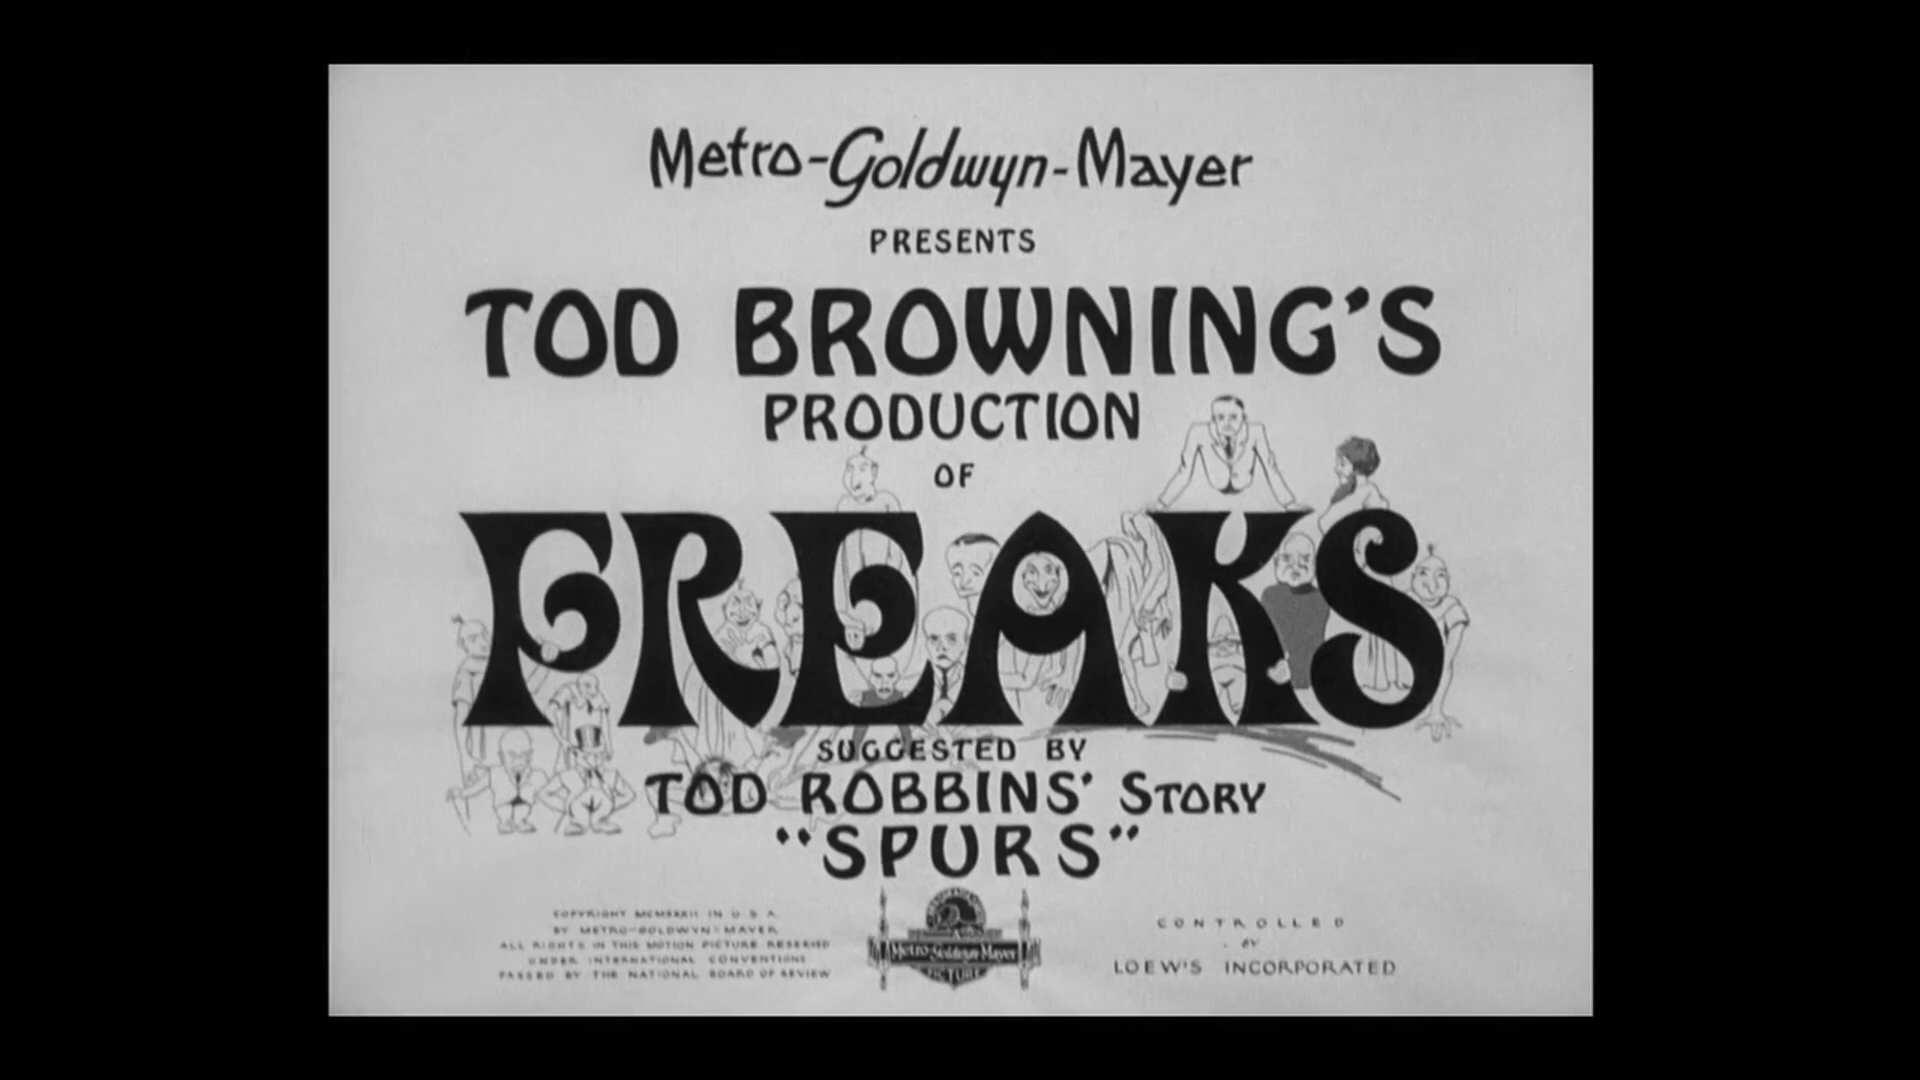 Metro-Goldwyn-Mayer
PRESENTS
TOD BROWNING'S
PRODUCTION
OF
FREAKS
SUGGESTED BY
TOD ROBBINS' STORY
"SPURS"
COPYRIGHT MCMXXXII IN U.S.A.
BY METRO-GOLDWYN-MAYER
ALL RIGHTS IN THIS MOTION PICTURE RESERVED
UNDER INTERNATIONAL CONVENTIONS
PASSED BY THE NATIONAL BOARD OF REVIEW
A
Metro-Goldwyn-Mayer
PICTURE
CONTROLLED
BY
LOEW'S INCORPORATED